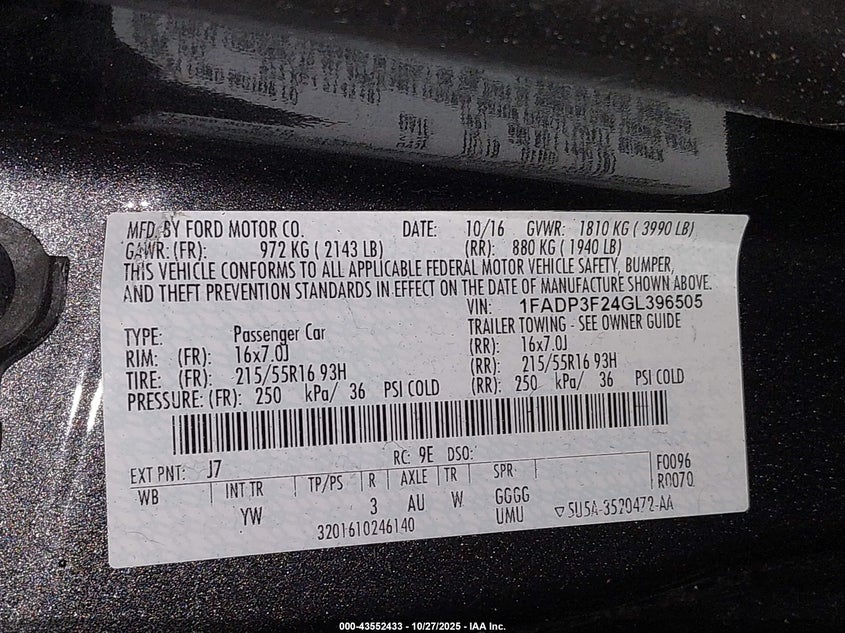 MFD. BY FORD MOTOR CO. DATE: 10/16 GVWR: 1810 KG ( 3990 LB)
GAWR: (FR): 972 KG ( 2143 LB) (RR): 880 KG ( 1940 LB)
THIS VEHICLE CONFORMS TO ALL APPLICABLE FEDERAL MOTOR VEHICLE SAFETY, BUMPER,
AND THEFT PREVENTION STANDARDS IN EFFECT ON THE DATE OF MANUFACTURE SHOWN ABOVE.
VIN: 1FADP3F24GL396505
TYPE: Passenger Car TRAILER TOWING - SEE OWNER GUIDE
RIM: (FR): 16x7.0J (RR): 16x7.0J
TIRE: (FR): 215/55R16 93H (RR): 215/55R16 93H
PRESSURE: (FR): 250 kPa/ 36 PSI COLD (RR): 250 kPa/ 36 PSI COLD
RC: 9E DSO:
EXT PNT: J7 F0096
WB INT TR TP/PS R AXLE TR SPR R0070
YW 3 AU W GGGG
3201610246140 UMU ▽5U5A-3520472-AA
000-43552433 - 10/27/2025 - IAA Inc.